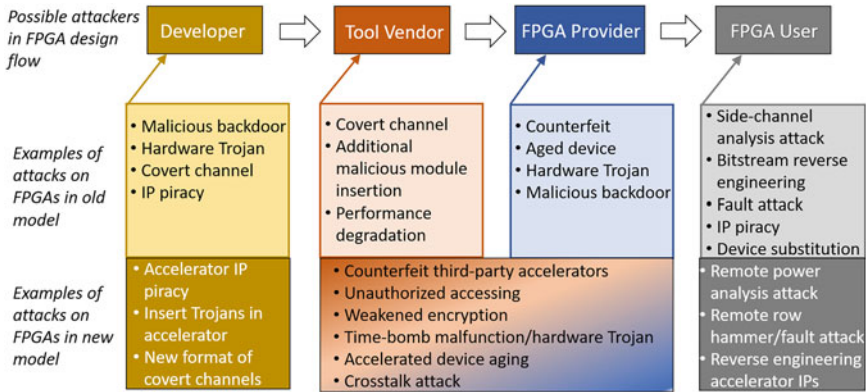 Possible attackers
in FPGA design
flow
Developer
Tool Vendor
FPGA Provider
FPGA User
Examples of
attacks on
FPGAs in old
model
• Malicious backdoor
• Hardware Trojan
• Covert channel
• IP piracy
• Covert channel
• Additional
malicious module
insertion
• Performance
degradation
• Counterfeit
• Aged device
• Hardware Trojan
• Malicious backdoor
• Side-channel
analysis attack
• Bitstream reverse
engineering
• Fault attack
• IP piracy
• Device substitution
Examples of
attacks on
FPGAs in new
model
• Accelerator IP
piracy
• Insert Trojans in
accelerator
• New format of
covert channels
• Counterfeit third-party accelerators
• Unauthorized accessing
• Weakened encryption
• Time-bomb malfunction/hardware Trojan
• Accelerated device aging
• Crosstalk attack
• Remote power
analysis attack
• Remote row
hammer/fault attack
• Reverse engineering
accelerator IPs